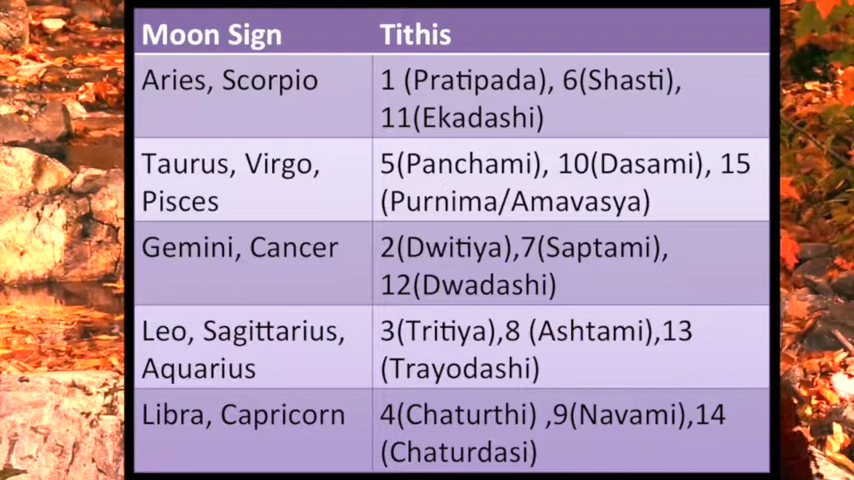 Moon Sign Tithis
Aries, Scorpio 1 (Pratipada), 6(Shasti),
11(Ekadashi)
Taurus, Virgo, 5(Panchami), 10(Dasami), 15
Pisces (Purnima/Amavasya)
Gemini, Cancer 2(Dwitiya),7(Saptami),
12(Dwadashi)
Leo, Sagittarius, 3(Tritiya),8 (Ashtami),13
Aquarius (Trayodashi)
Libra, Capricorn 4(Chaturthi) ,9(Navami),14
(Chaturdasi)